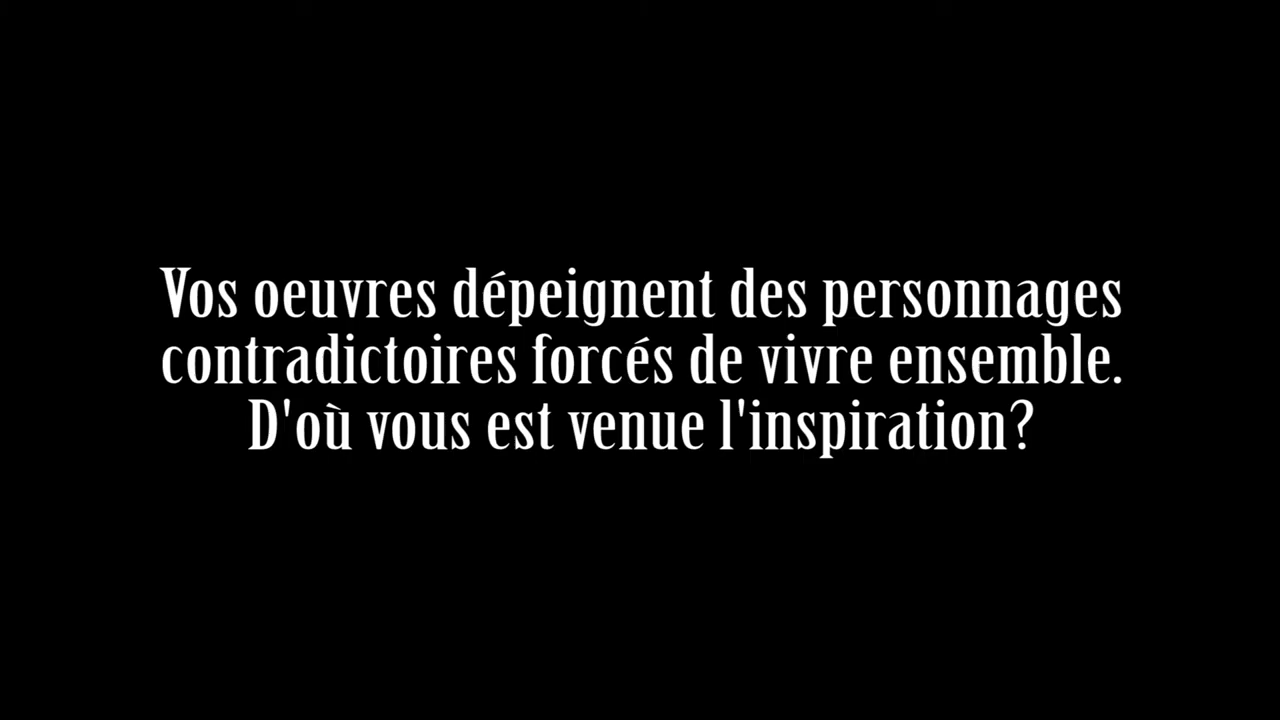 Vos oeuvres dépeignent des personnages
contradictoires forcés de vivre ensemble.
D'où vous est venue l'inspiration?